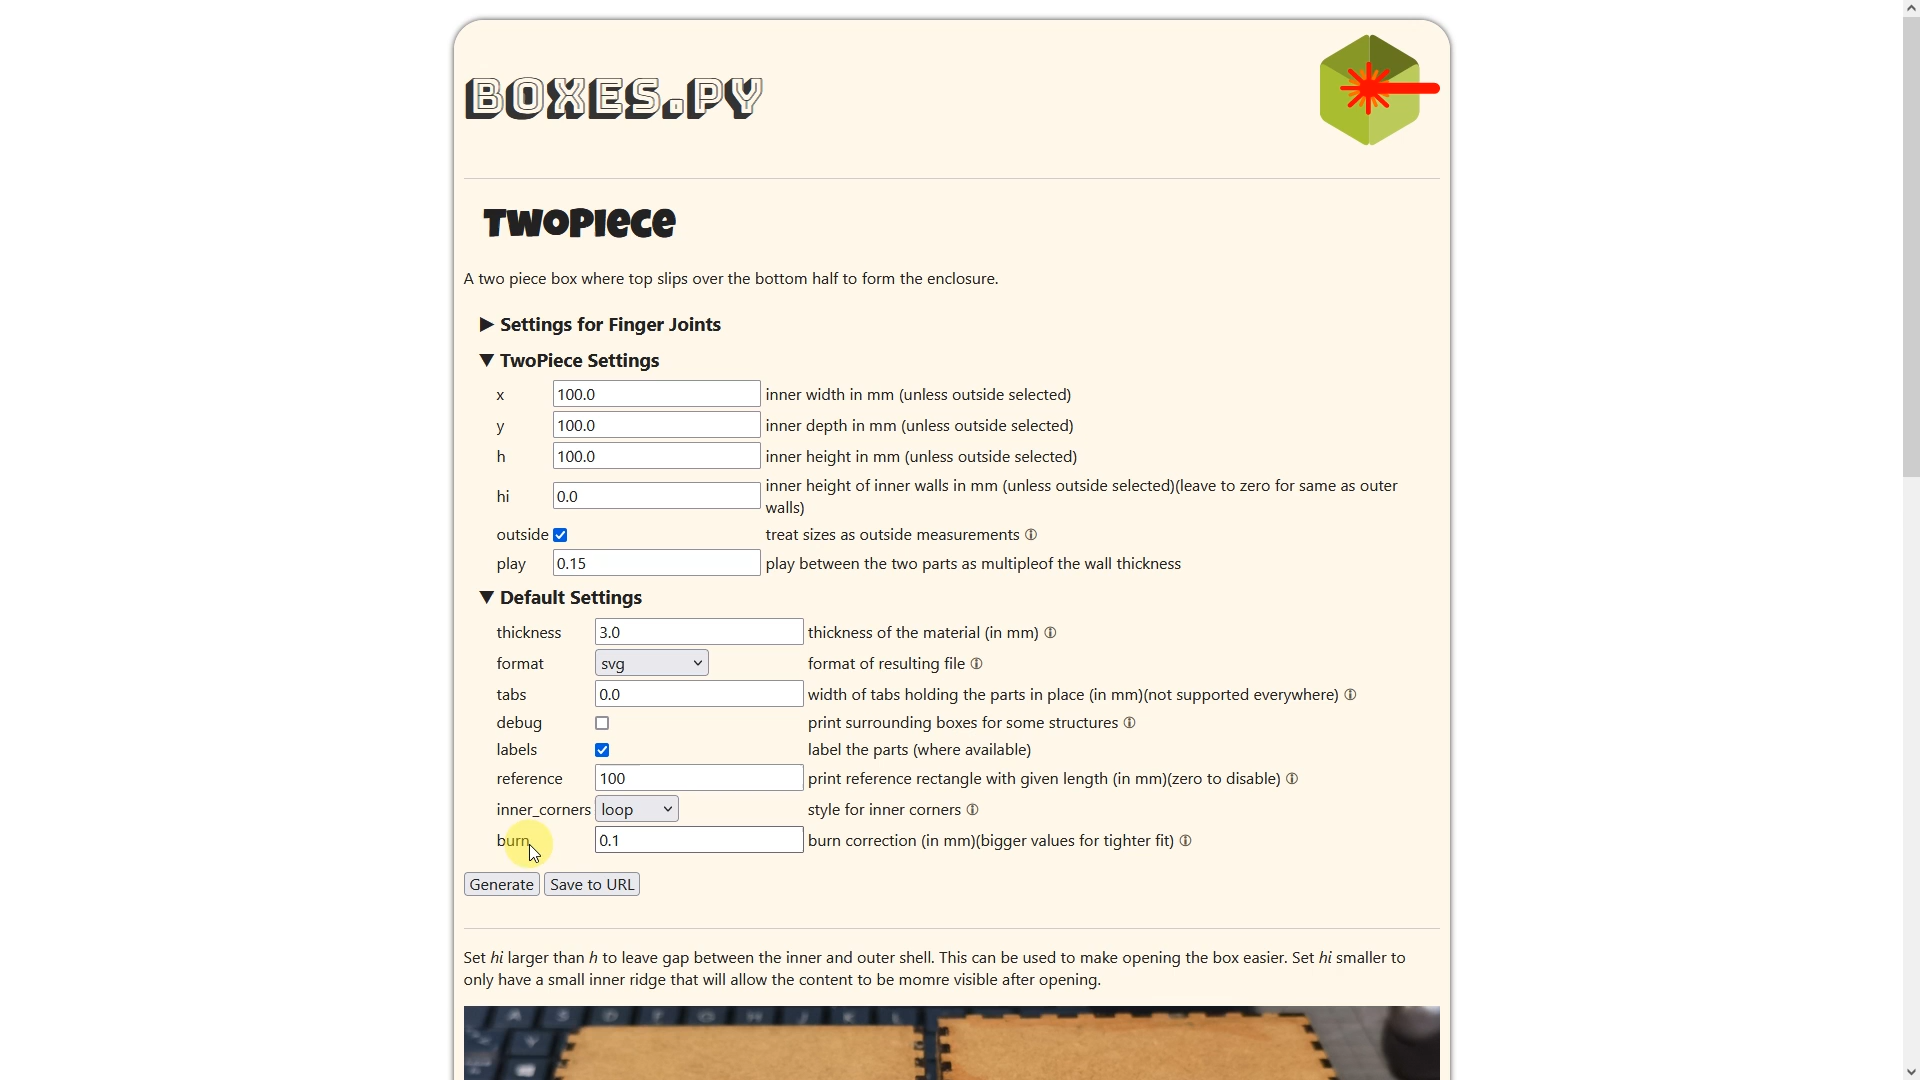 BOXES.PY
TwoPiece
A two piece box where top slips over the bottom half to form the enclosure.
▶ Settings for Finger Joints
▼ TwoPiece Settings
x 100.0 inner width in mm (unless outside selected)
y 100.0 inner depth in mm (unless outside selected)
h 100.0 inner height in mm (unless outside selected)
hi 0.0 inner height of inner walls in mm (unless outside selected)(leave to zero for same as outer
walls)
outside treat sizes as outside measurements ⓘ
play 0.15 play between the two parts as multipleof the wall thickness
▼ Default Settings
thickness 3.0 thickness of the material (in mm) ⓘ
format svg format of resulting file ⓘ
tabs 0.0 width of tabs holding the parts in place (in mm)(not supported everywhere) ⓘ
debug print surrounding boxes for some structures ⓘ
labels label the parts (where available)
reference 100 print reference rectangle with given length (in mm)(zero to disable) ⓘ
inner_corners loop style for inner corners ⓘ
burn 0.1 burn correction (in mm)(bigger values for tighter fit) ⓘ
Generate Save to URL
Set hi larger than h to leave gap between the inner and outer shell. This can be used to make opening the box easier. Set hi smaller to
only have a small inner ridge that will allow the content to be momre visible after opening.